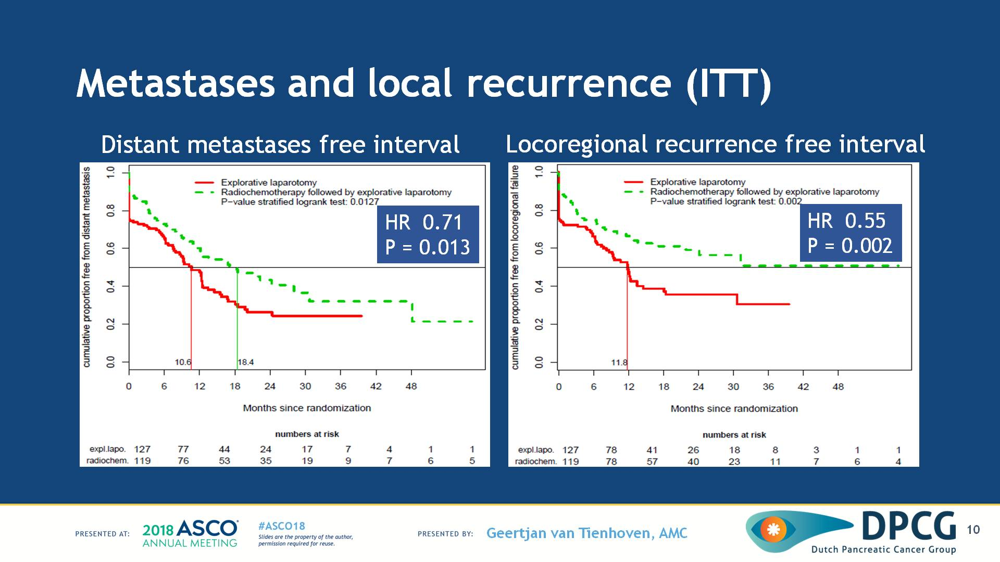 Metastases and local recurrence (ITT)
Distant metastases free interval
cumulative proportion free from distant metastasis
1.0
0.8
0.6
0.4
0.2
0.0
Explorative laparotomy
Radiochemotherapy followed by explorative laparotomy
P−value stratified logrank test: 0.0127
HR 0.71
P = 0.013
10.6
18.4
0 6 12 18 24 30 36 42 48
Months since randomization
numbers at risk
expl.lapo. 127 77 44 24 17 7 4 1 1
radiochem. 119 76 53 35 19 9 7 6 5
Locoregional recurrence free interval
cumulative proportion free from locoregional failure
1.0
0.8
0.6
0.4
0.2
0.0
Explorative laparotomy
Radiochemotherapy followed by explorative laparotomy
P−value stratified logrank test: 0.002
HR 0.55
P = 0.002
11.8
0 6 12 18 24 30 36 42 48
Months since randomization
numbers at risk
expl.lapo. 127 78 41 26 18 8 3 1 1
radiochem. 119 78 57 40 23 11 7 6 4
PRESENTED AT:
2018 ASCO®
ANNUAL MEETING
#ASCO18
Slides are the property of the author,
permission required for reuse.
PRESENTED BY:
Geertjan van Tienhoven, AMC
DPCG
Dutch Pancreatic Cancer Group
10